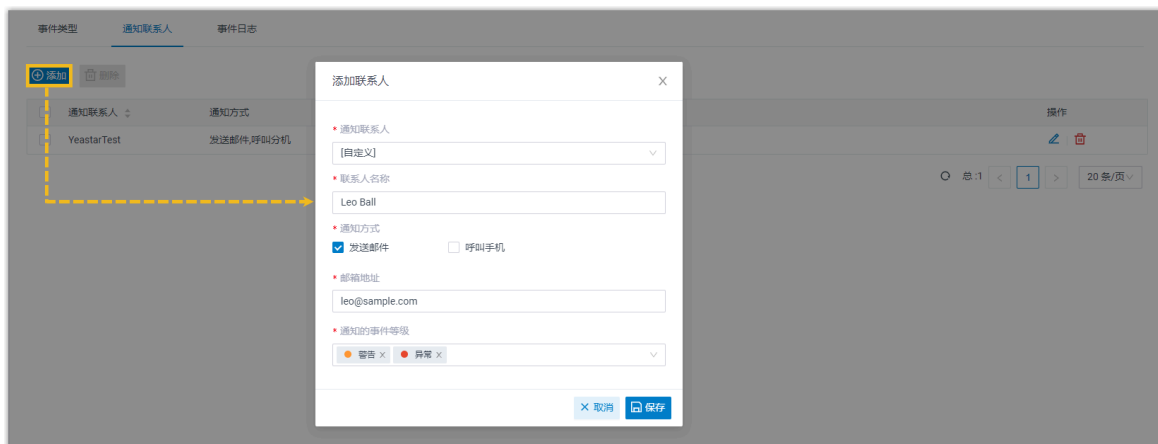 事件类型 通知联系人 事件日志
添加 删除
通知联系人 通知方式 操作
YeastarTest 发送邮件,呼叫分机
总:1 1 20 条/页
添加联系人
* 通知联系人
[自定义]
* 联系人名称
Leo Ball
* 通知方式
发送邮件 呼叫手机
* 邮箱地址
leo@sample.com
* 通知的事件等级
警告 异常
取消 保存